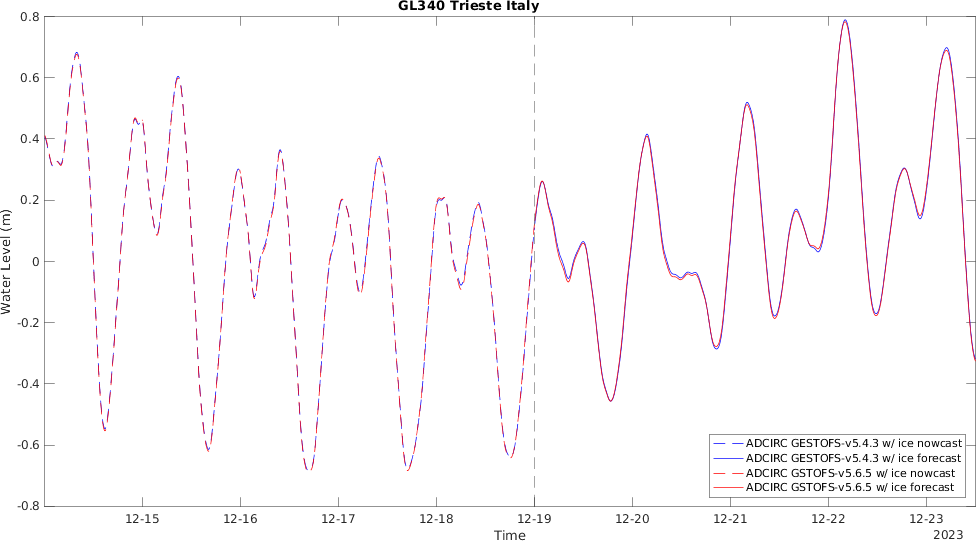 GL340 Trieste Italy
0.8
0.6
0.4
0.2
0
-0.2
-0.4
-0.6
-0.8
Water Level (m)
12-15
12-16
12-17
12-18
12-19
12-20
12-21
12-22
12-23
Time
2023
ADCIRC GESTOFS-v5.4.3 w/ ice nowcast
ADCIRC GESTOFS-v5.4.3 w/ ice forecast
ADCIRC GSTOFS-v5.6.5 w/ ice nowcast
ADCIRC GSTOFS-v5.6.5 w/ ice forecast